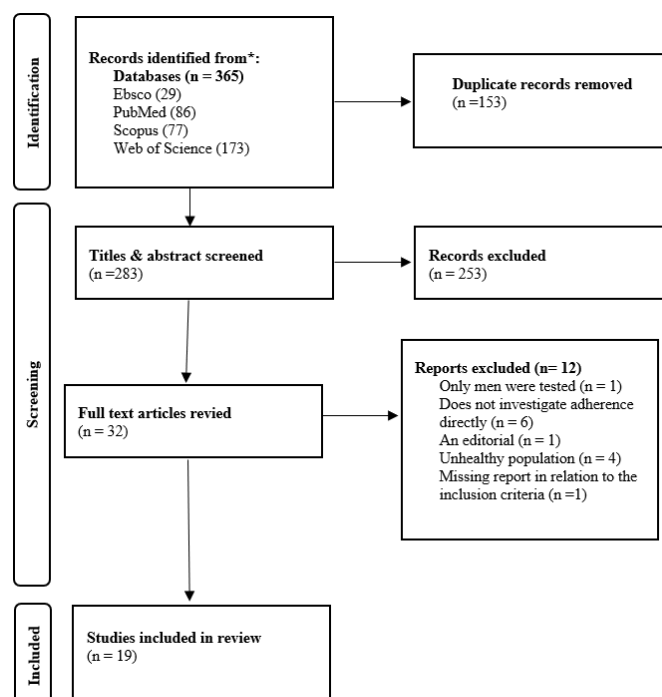 Identification
Records identified from*:
Databases (n = 365)
Ebsco (29)
PubMed (86)
Scopus (77)
Web of Science (173)
Duplicate records removed
(n =153)
Screening
Titles & abstract screened
(n =283)
Records excluded
(n = 253)
Full text articles revied
(n = 32)
Reports excluded (n= 12)
Only men were tested (n = 1)
Does not investigate adherence
directly (n = 6)
An editorial (n = 1)
Unhealthy population (n = 4)
Missing report in relation to the
inclusion criteria (n =1)
Included
Studies included in review
(n = 19)